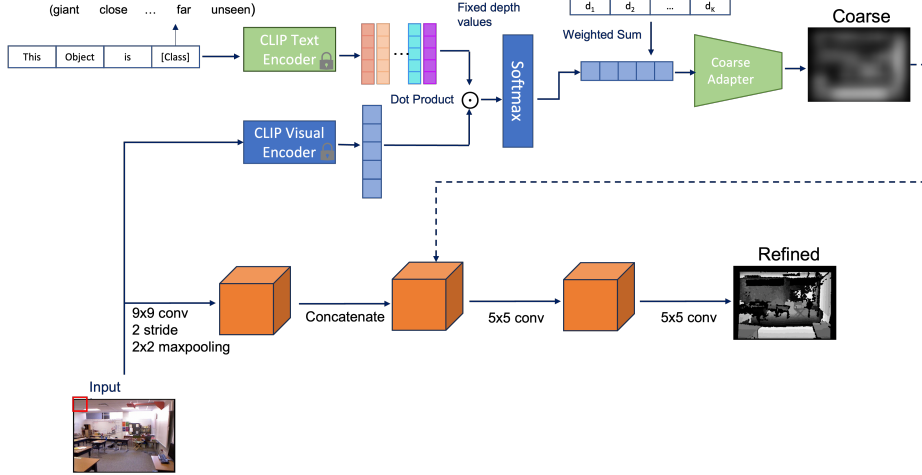 (giant close … far unseen)
This Object is [Class]
CLIP Text
Encoder
Fixed depth
values
d1 d2 ... dK
Weighted Sum
Coarse
Coarse
Adapter
Softmax
Dot Product
CLIP Visual
Encoder
Refined
9x9 conv
2 stride
2x2 maxpooling
Concatenate
5x5 conv
5x5 conv
Input